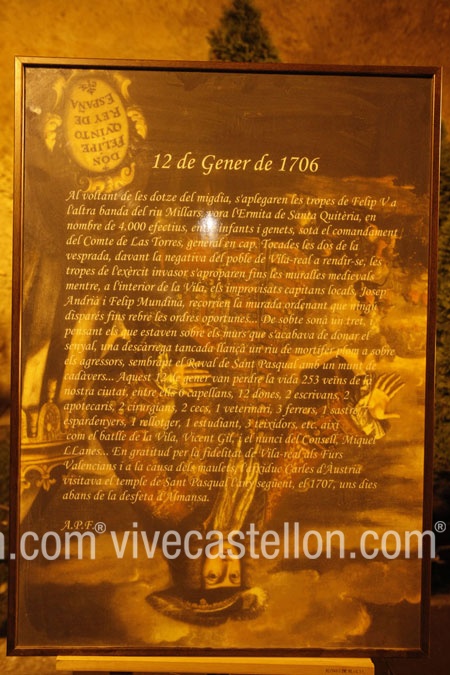 DON
FELIPE
QVINTO
REY DE
ESPAÑA
12 de Gener de 1706
Al voltant de les dotze del migdia, s'aplegaren les tropes de Felip V a
l'altra banda del riu Millars, vora l'Ermita de Santa Quitèria, en
nombre de 4.000 efectius, entre infants i genets, sota el comandament
del Comte de Las Torres, general en cap. Tocades les dos de la
vesprada, davant la negativa del poble de Vila-real a rendir-se, les
tropes de l'exèrcit invasor s'aproparen fins les muralles medievals
mentre, a l'interior de la Vila, els improvisats capitans locals, Josep
Andrià i Felip Mundina, recorrien la murada ordenant que ningú
disparés fins rebre les ordres oportunes... De sobte sonà un tret,
pensant els que estaven sobre els murs que s'acabava de donar el
senyal, una descàrrega tancada llançà un riu de mortífer plom a sobre
els agressors, sembrant el Raval de Sant Pasqual amb un munt de
cadàvers... Aquest 12 de gener van perdre la vida 253 veïns de la
nostra ciutat, entre ells 6 capellans, 12 dones, 2 escrivans, 2
apotecaris, 2 cirurgians, 2 cecs, 1 veterinari, 3 ferrers, 1 sastre,
espardenyers, 1 rellotger, 1 estudiant, 3 teixidors, etc. així
com el batlle de la Vila, Vicent Gil, i el nunci del Consell, Miquel
LLanes... En gratitud per la fidelitat de Vila-real als Furs
Valencians i a la causa dels maulets, l'arxiduc Carles d'Austria
visitava el temple de Sant Pasqual l'any següent, el 1707, uns dies
abans de la desfeta d'Almansa.
A.P.F.
n.com® vivecastellon.com®